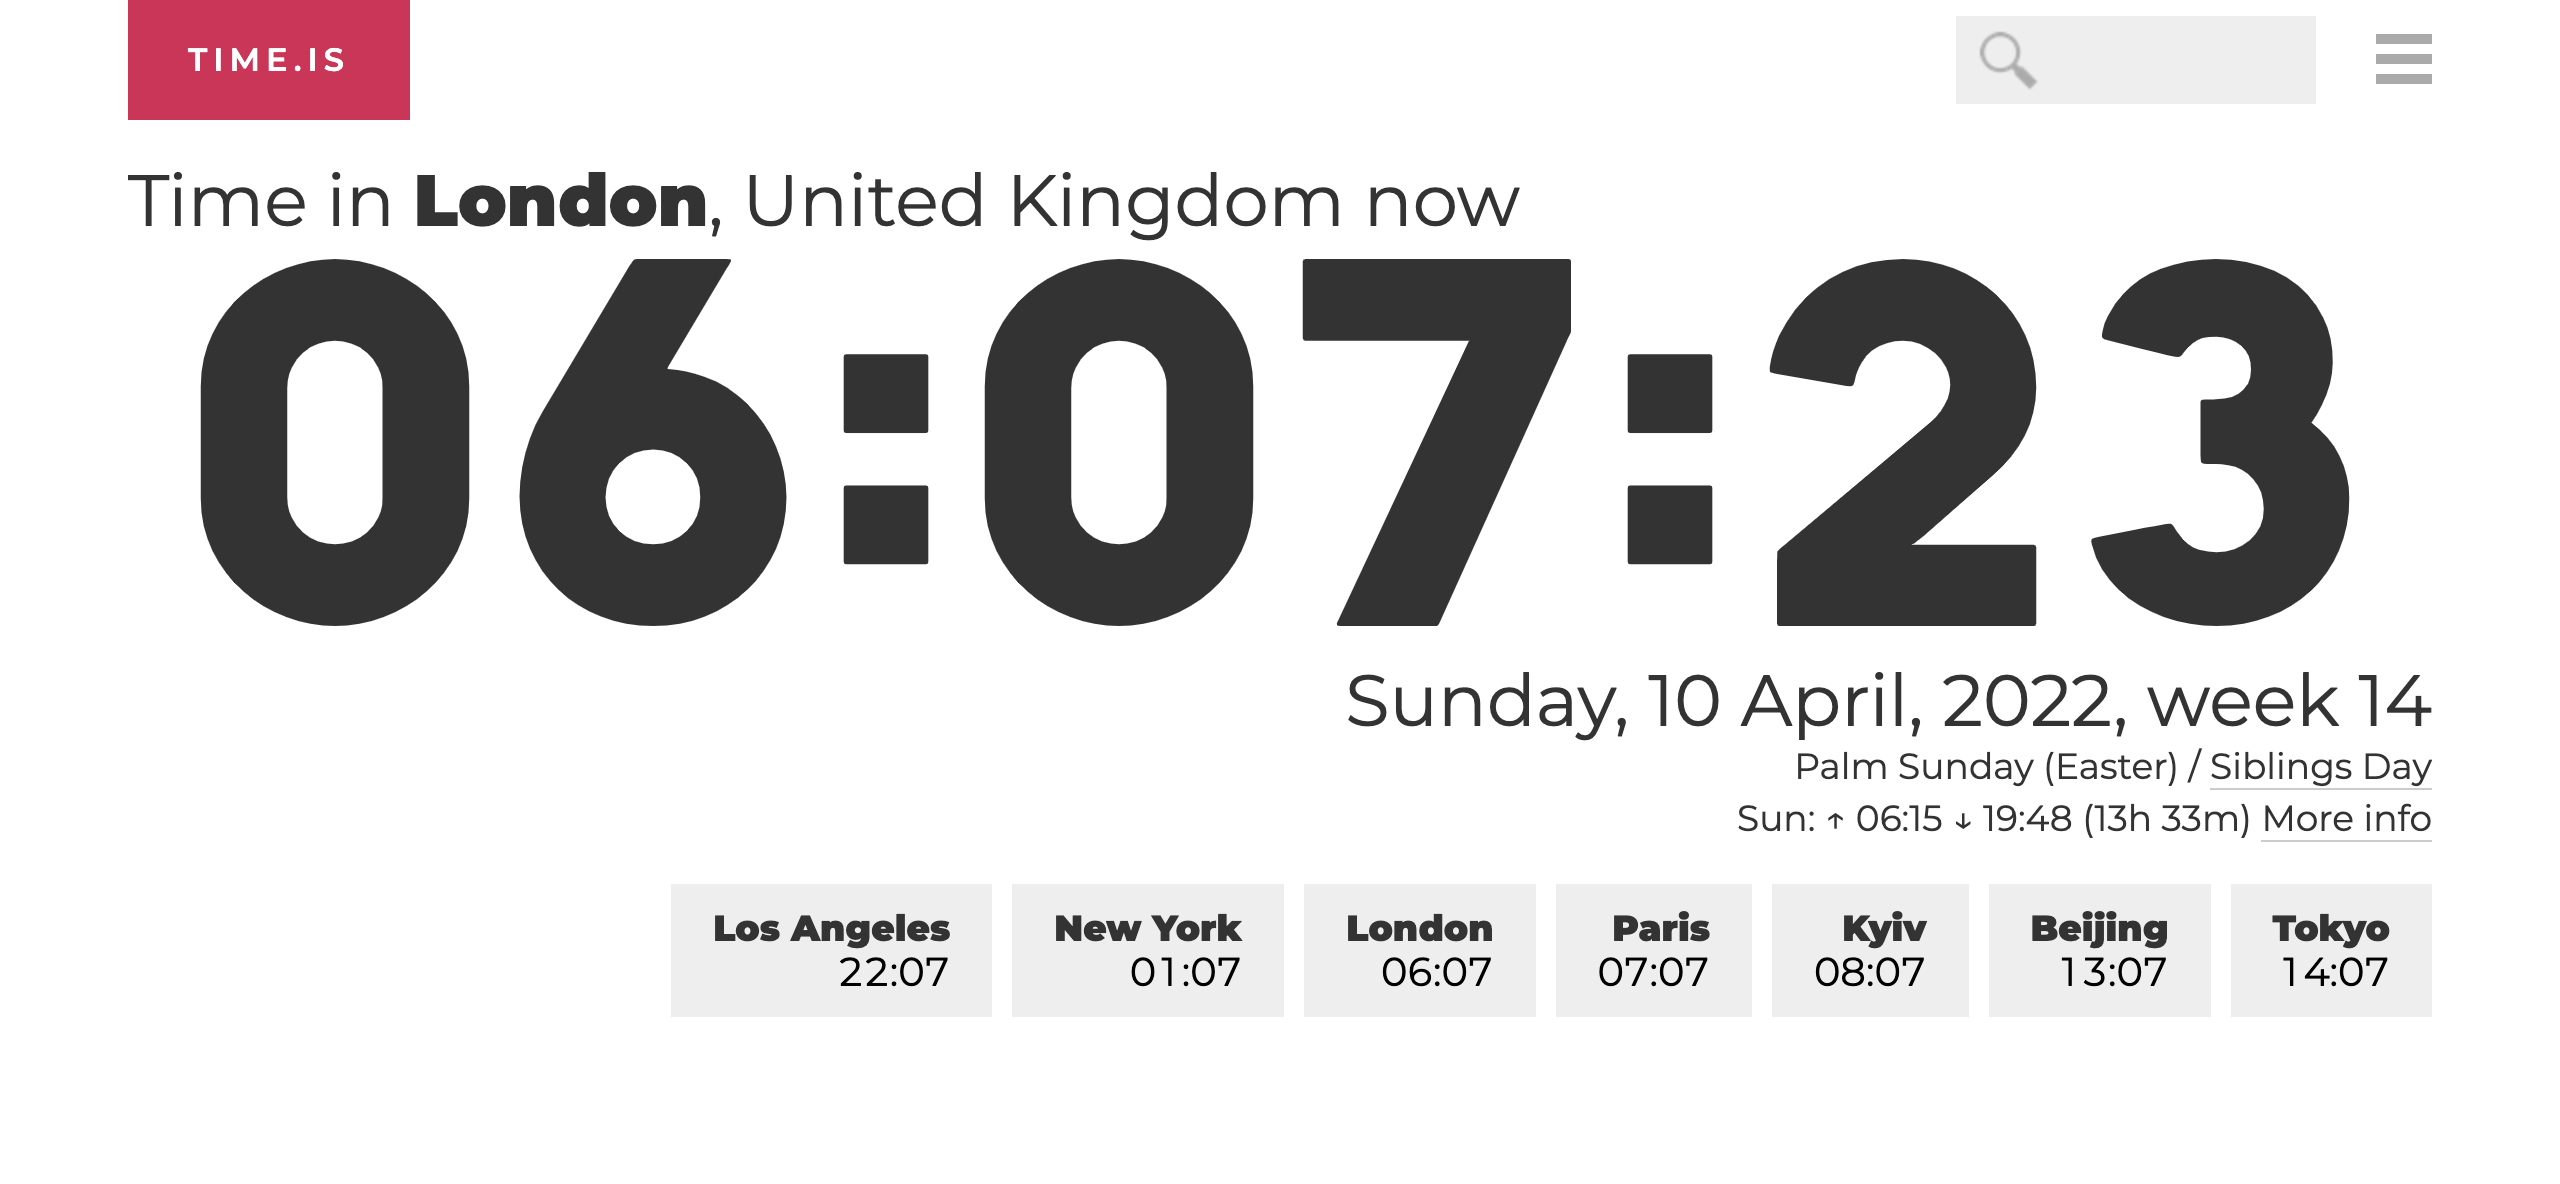 TIME.IS
Time in London, United Kingdom now
06:07:23
Sunday, 10 April, 2022, week 14
Palm Sunday (Easter) / Siblings Day
Sun: ↑ 06:15 ↓ 19:48 (13h 33m) More info
Los Angeles
22:07
New York
01:07
London
06:07
Paris
07:07
Kyiv
08:07
Beijing
13:07
Tokyo
14:07